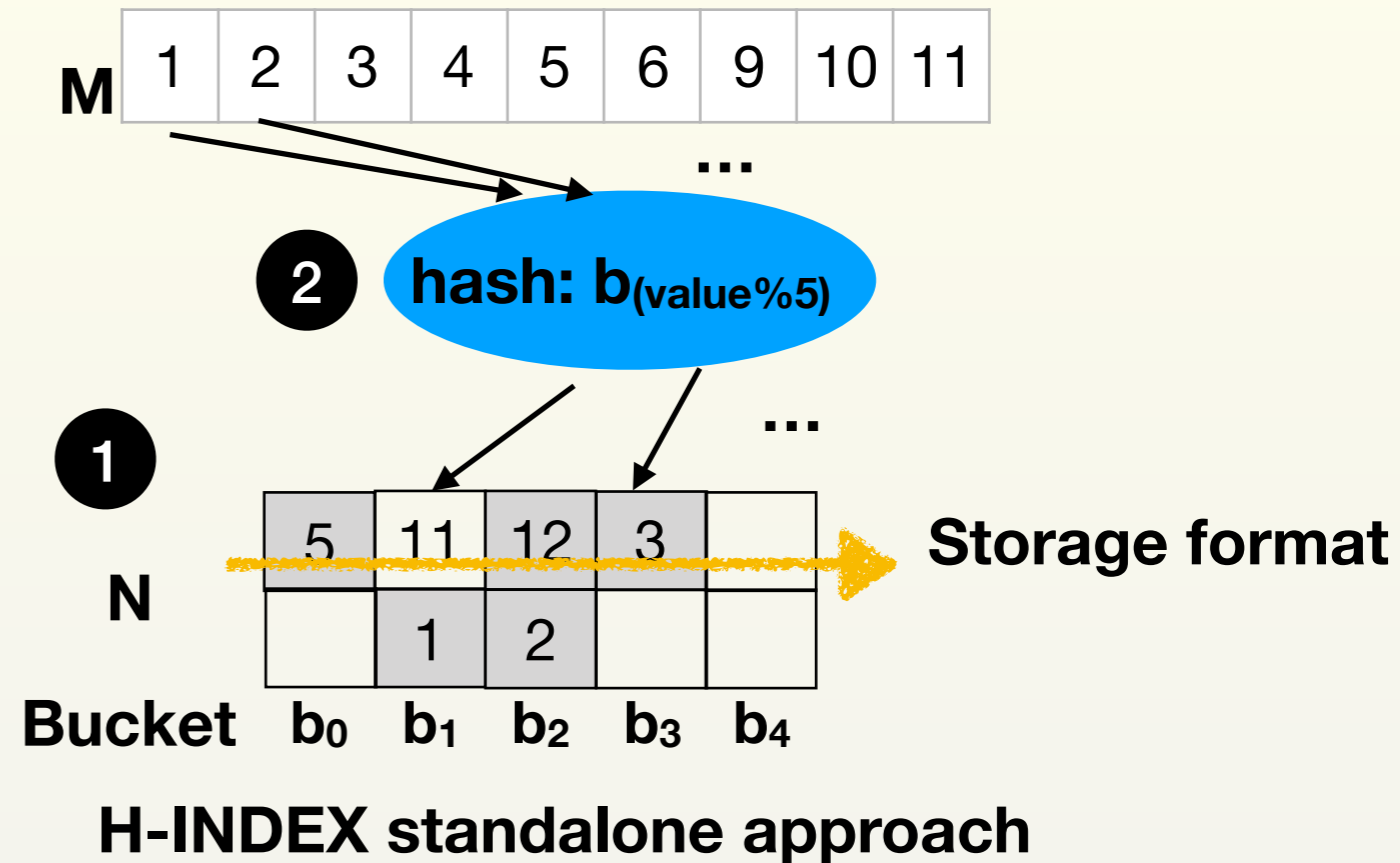 M 1 2 3 4 5 6 9 10 11
...
2 hash: b(value%5)
...
1
5 11 12 3 Storage format
N
1 2
Bucket b0 b1 b2 b3 b4
H-INDEX standalone approach